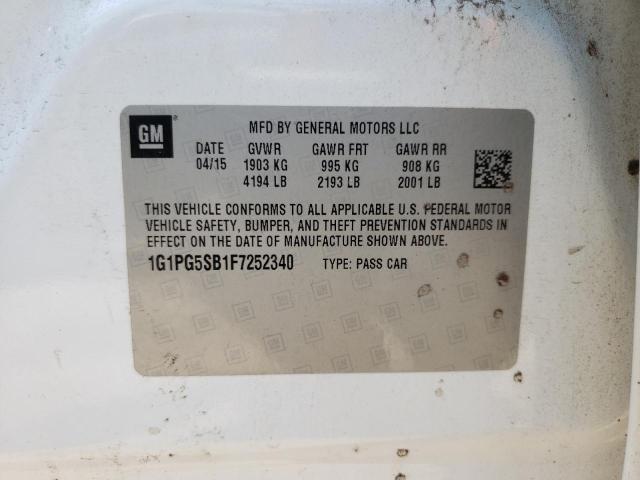 GM
MFD BY GENERAL MOTORS LLC
DATE GVWR GAWR FRT GAWR RR
04/15 1903 KG 995 KG 908 KG
4194 LB 2193 LB 2001 LB
THIS VEHICLE CONFORMS TO ALL APPLICABLE U.S. FEDERAL MOTOR
VEHICLE SAFETY, BUMPER, AND THEFT PREVENTION STANDARDS
IN EFFECT ON THE DATE OF MANUFACTURE SHOWN ABOVE.
1G1PG5SB1F7252340 TYPE: PASS CAR